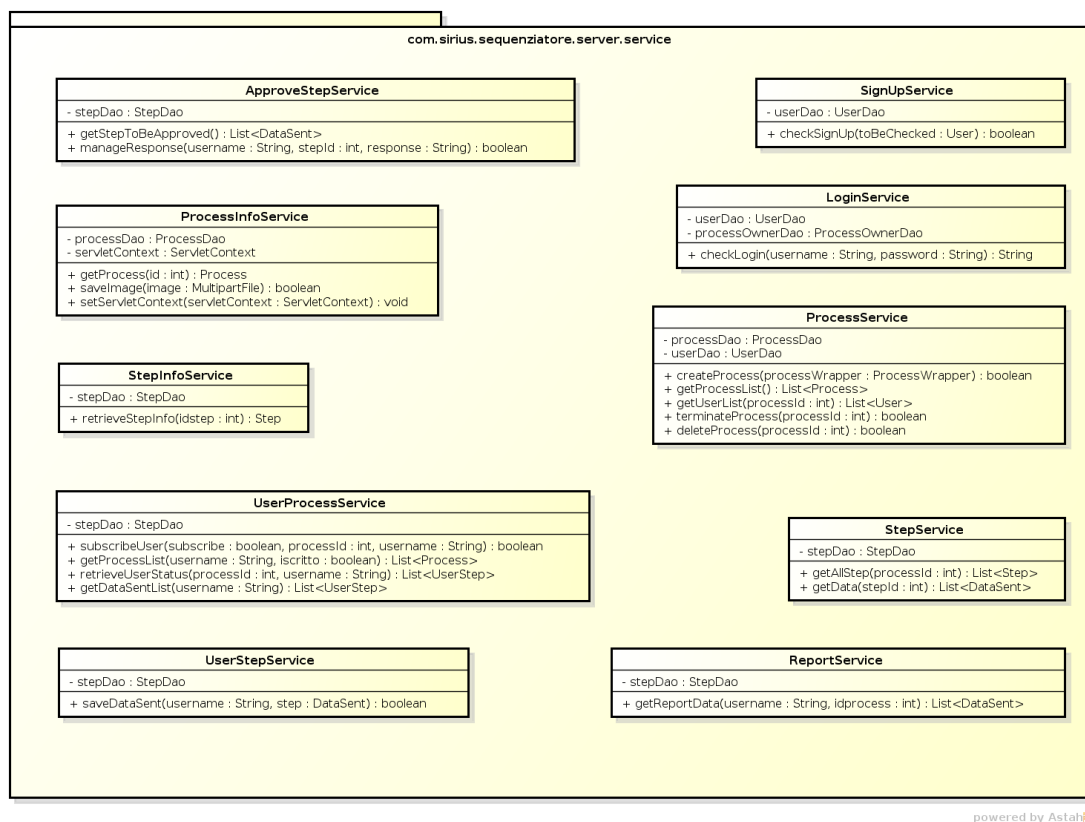 com.sirius.sequenziatore.server.service
ApproveStepService
- stepDao : StepDao
+ getStepToBeApproved() : List<DataSent>
+ manageResponse(username : String, stepId : int, response : String) : boolean
SignUpService
- userDao : UserDao
+ checkSignUp(toBeChecked : User) : boolean
ProcessInfoService
- processDao : ProcessDao
- servletContext : ServletContext
+ getProcess(id : int) : Process
+ saveImage(image : MultipartFile) : boolean
+ setServletContext(servletContext : ServletContext) : void
LoginService
- userDao : UserDao
- processOwnerDao : ProcessOwnerDao
+ checkLogin(username : String, password : String) : String
ProcessService
- processDao : ProcessDao
- userDao : UserDao
+ createProcess(processWrapper : ProcessWrapper) : boolean
+ getProcessList() : List<Process>
+ getUserList(processId : int) : List<User>
+ terminateProcess(processId : int) : boolean
+ deleteProcess(processId : int) : boolean
StepInfoService
- stepDao : StepDao
+ retrieveStepInfo(idstep : int) : Step
UserProcessService
- stepDao : StepDao
+ subscribeUser(subscribe : boolean, processId : int, username : String) : boolean
+ getProcessList(username : String, iscritto : boolean) : List<Process>
+ retrieveUserStatus(processId : int, username : String) : List<UserStep>
+ getDataSentList(username : String) : List<UserStep>
StepService
- stepDao : StepDao
+ getAllStep(processId : int) : List<Step>
+ getData(stepId : int) : List<DataSent>
UserStepService
- stepDao : StepDao
+ saveDataSent(username : String, step : DataSent) : boolean
ReportService
- stepDao : StepDao
+ getReportData(username : String, idprocess : int) : List<DataSent>
powered by Astah